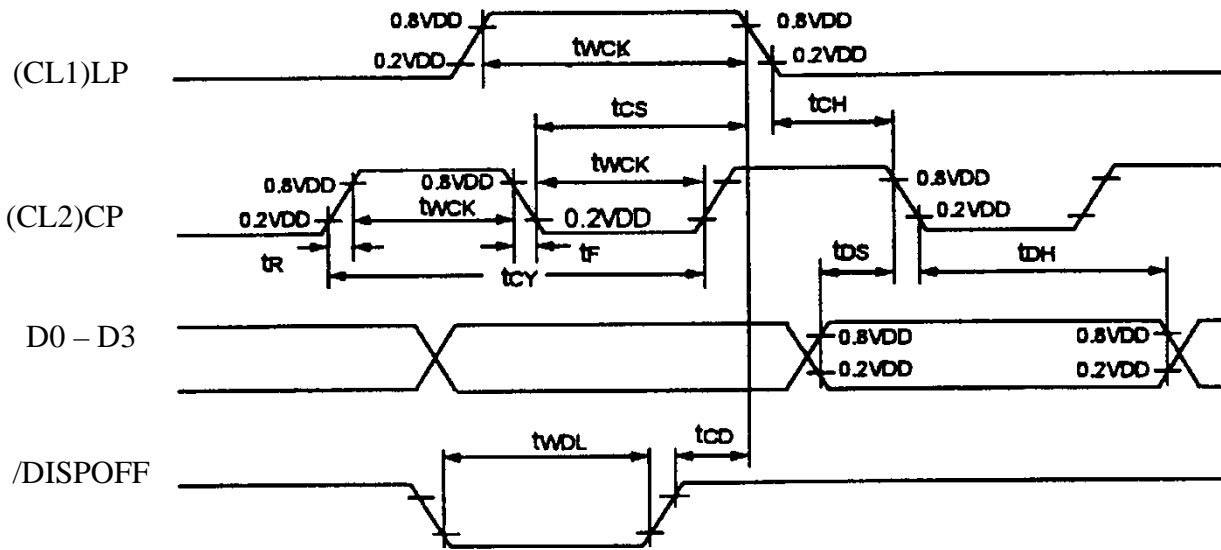 0.8VDD
0.8VDD
tWCK
(CL1)LP
0.2VDD
0.2VDD
tCS
tCH
tWCK
0.8VDD
0.8VDD
0.8VDD
(CL2)CP
0.2VDD
tWCK
0.2VDD
0.2VDD
tR
tF
tCY
tDS
tDH
D0 – D3
0.8VDD
0.8VDD
0.2VDD
0.2VDD
tWDL
tCD
/DISPOFF